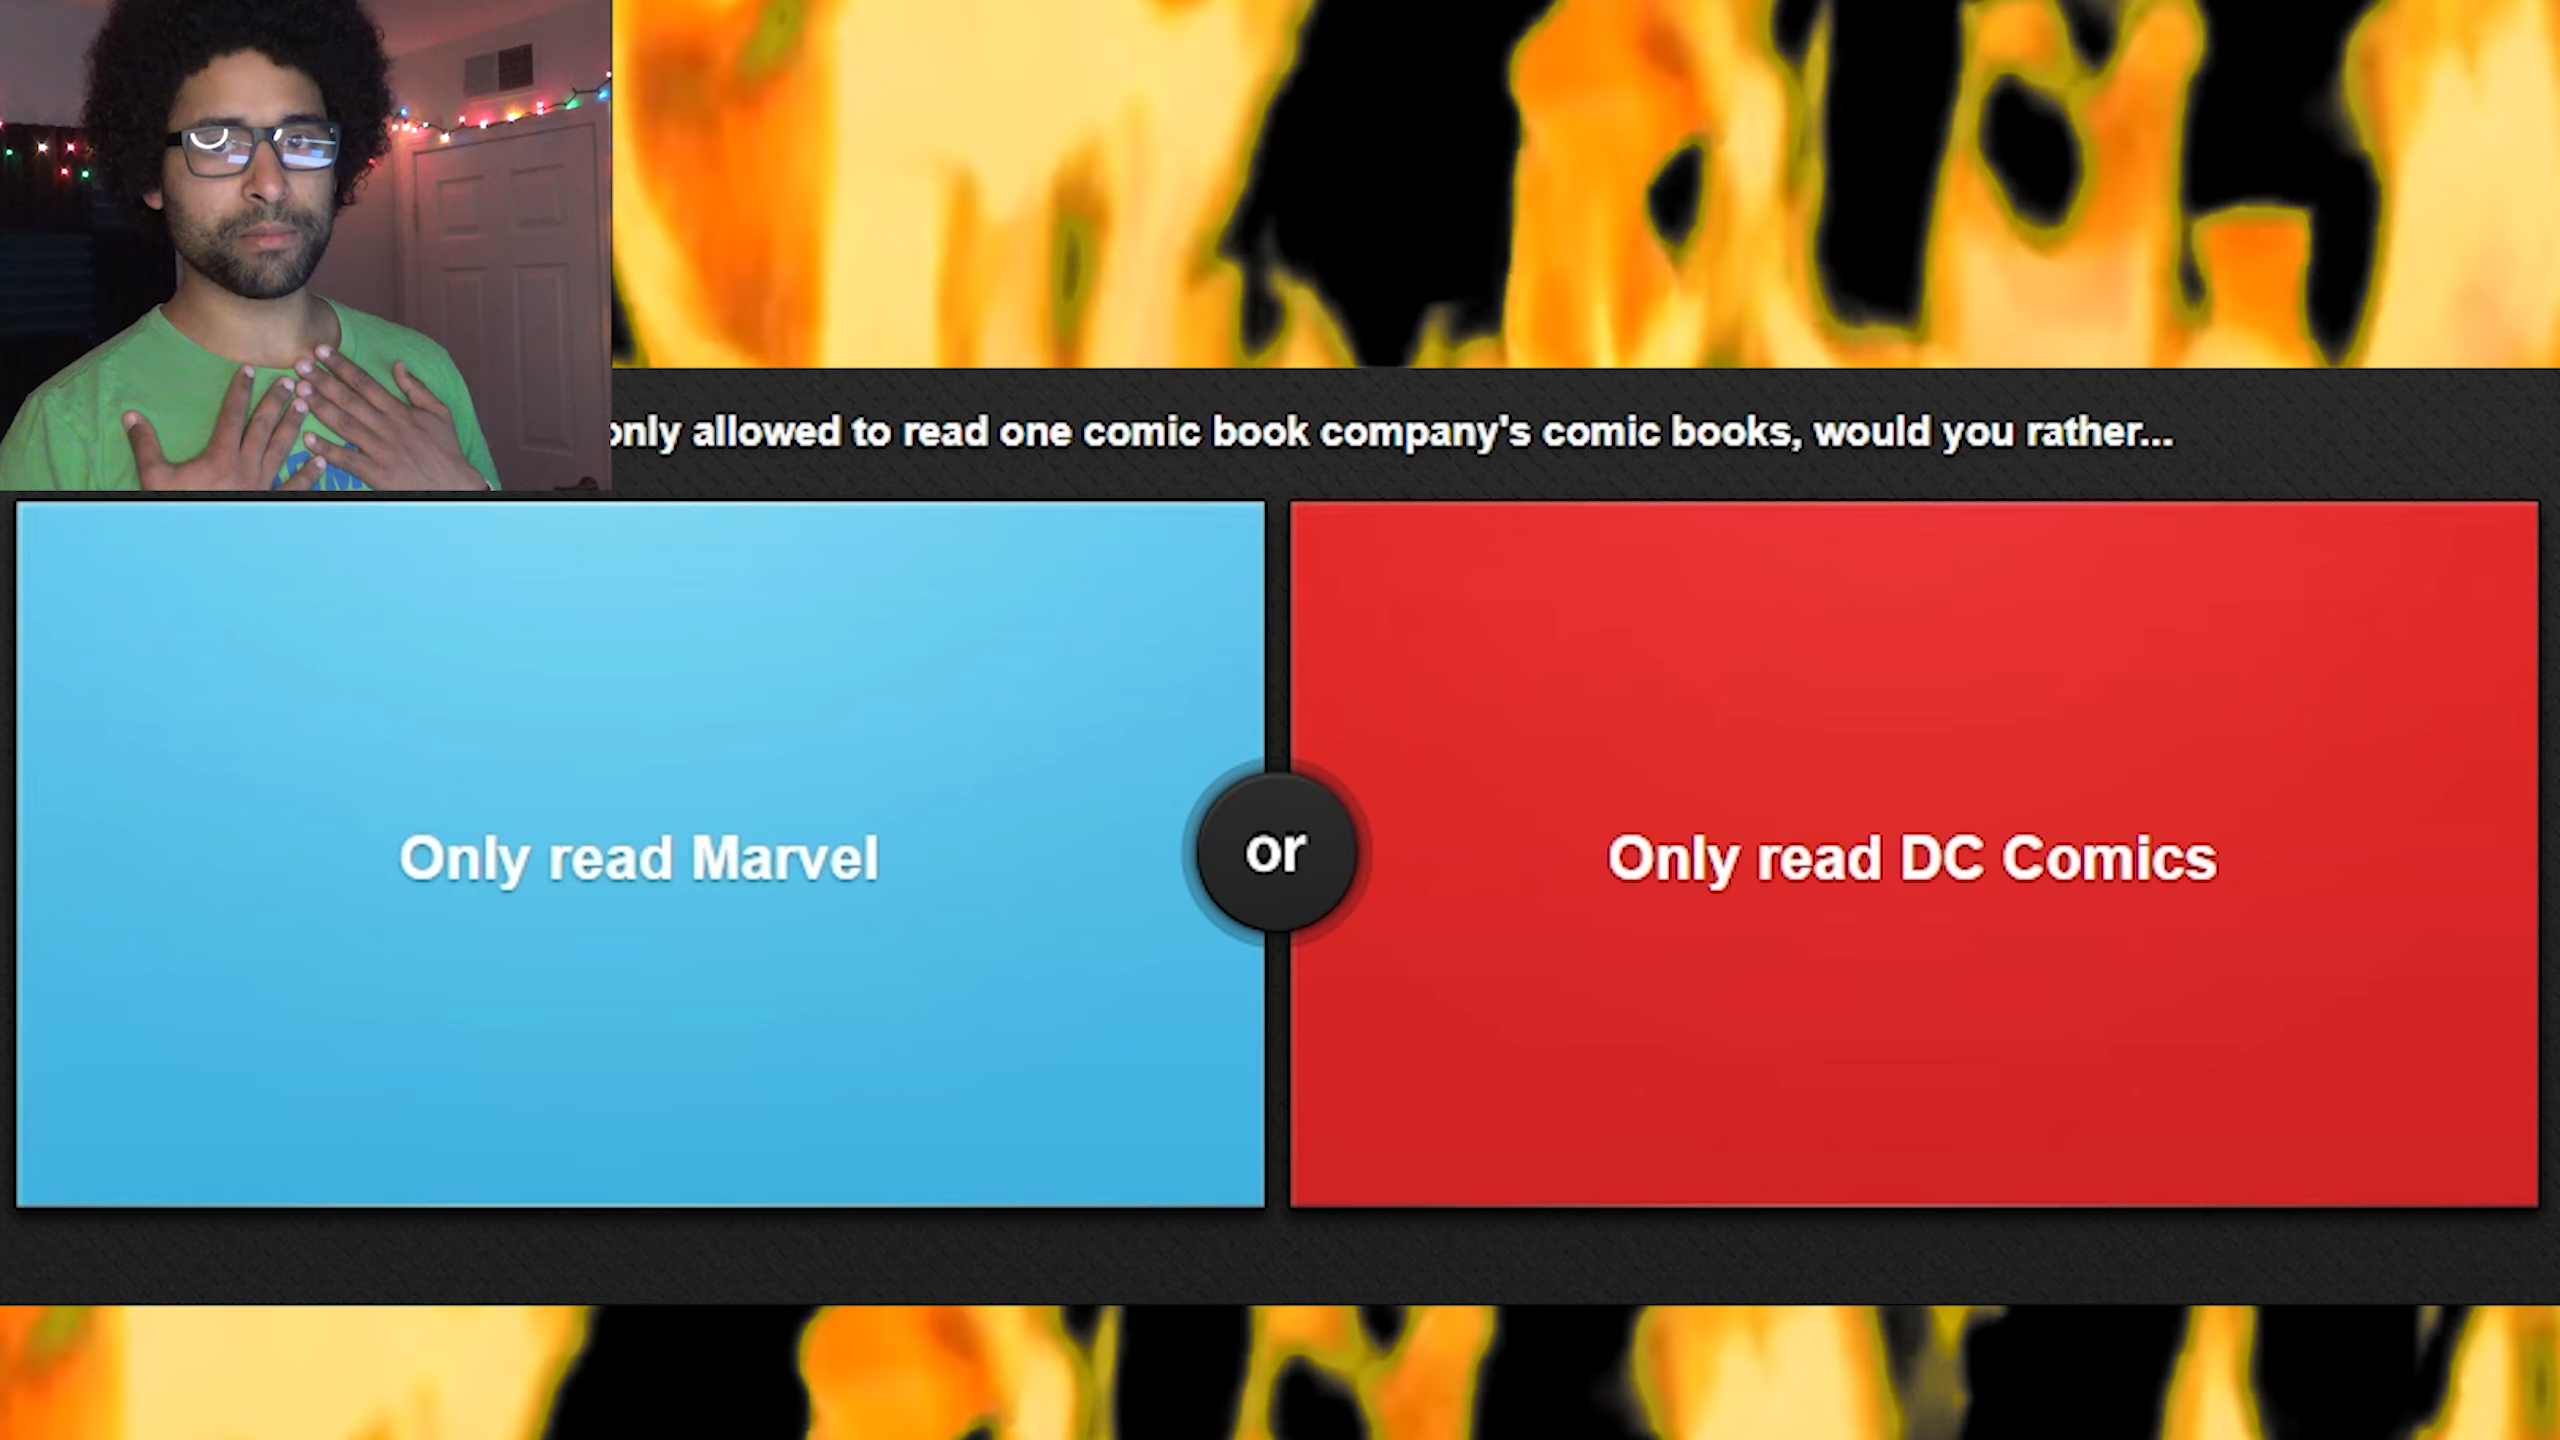 only allowed to read one comic book company's comic books, would you rather...
Only read Marvel
or
Only read DC Comics